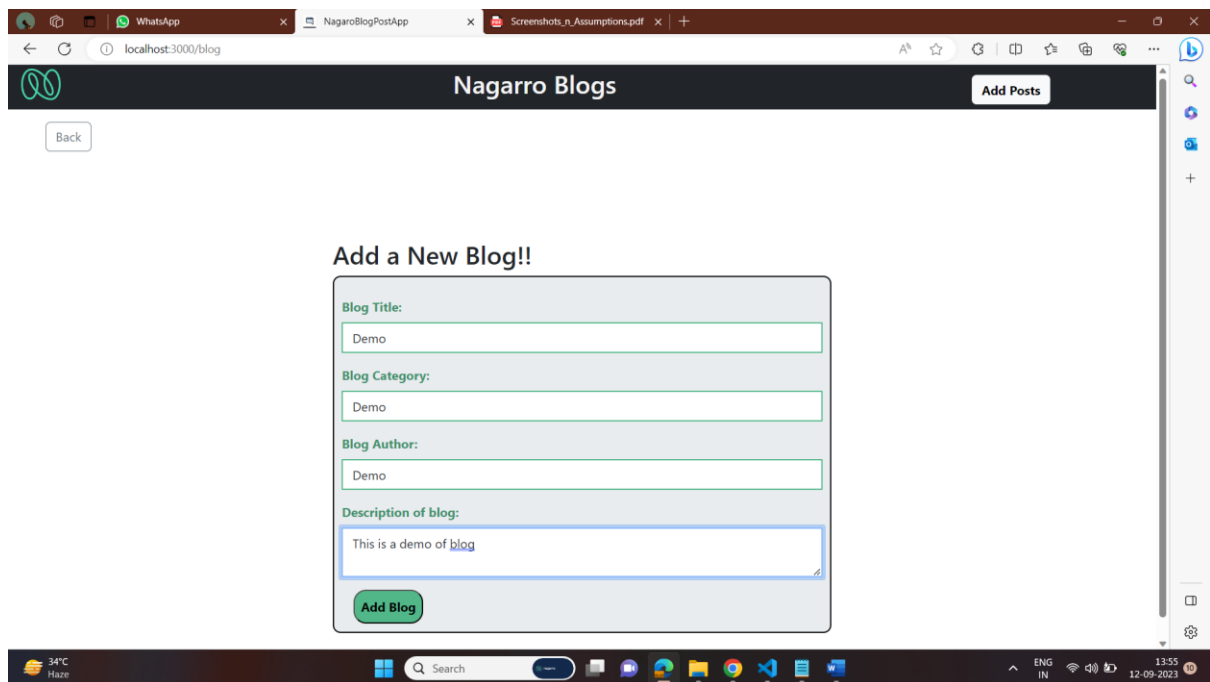 WhatsApp
NagaroBlogPostApp
Screenshots_n_Assumptions.pdf
localhost:3000/blog
Nagarro Blogs
Add Posts
Back
Add a New Blog!!
Blog Title:
Demo
Blog Category:
Demo
Blog Author:
Demo
Description of blog:
This is a demo of blog
Add Blog
34°C
Haze
Search
ENG
IN
13:55
12-09-2023
10